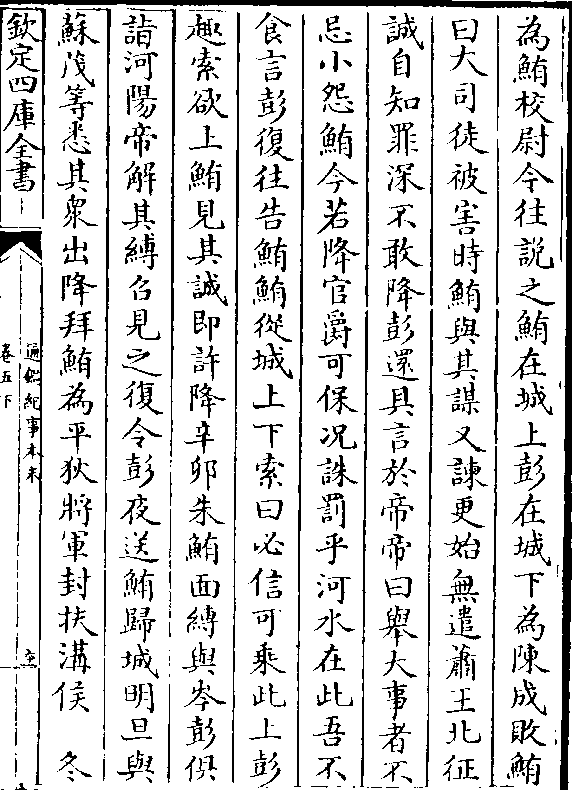 為鮪校尉令往說之鮪在城上彭在城下為陳成敗鮪
曰大司徒被害時鮪與其謀又諫更始無遣蕭王北征
誠自知罪深不敢降彭還具言於帝帝曰舉大事者不
忌小怨鮪今若降官爵可保況誅罰乎河水在此吾不
食言彭復往告鮪鮪從城上下索曰必信可乘此上彭
趣索欲上鮪見其誠即許降辛卯朱鮪面縛與岑彭俱
詣河陽帝解其縛召見之復令彭夜送鮪歸城明旦與
蘇茂等悉其衆出降拜鮪為平狄將軍封扶溝侯 冬
欽定四庫全書
通鑑紀事本末
卷五下